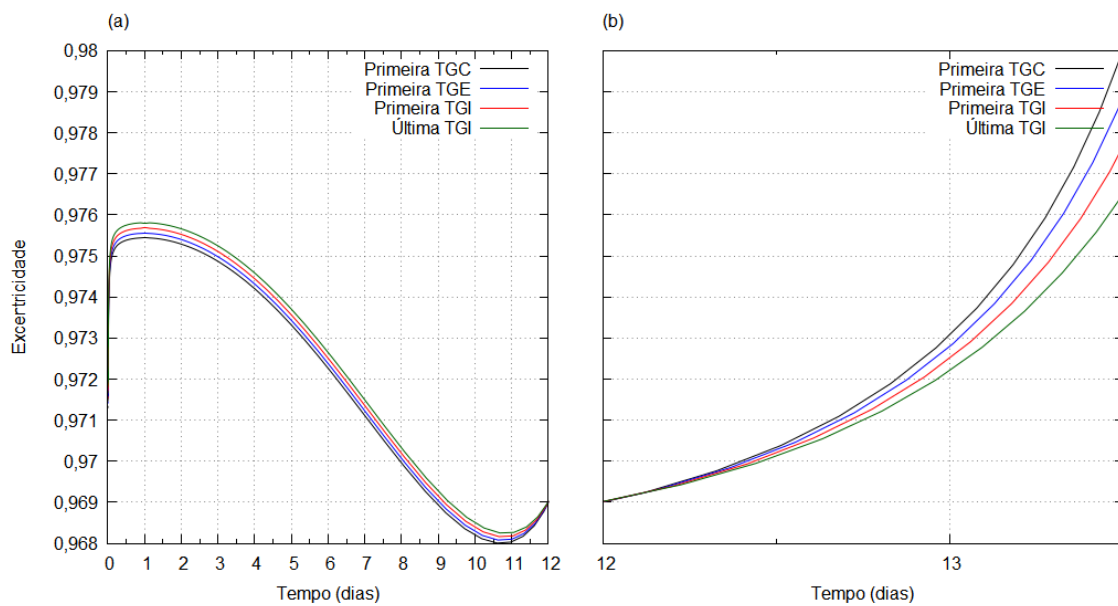 (a)
Excentricidade
0,98
0,979
0,978
0,977
0,976
0,975
0,974
0,973
0,972
0,971
0,97
0,969
0,968
Primeira TGC
Primeira TGE
Primeira TGI
Última TGI
0 1 2 3 4 5 6 7 8 9 10 11 12
Tempo (dias)
(b)
Primeira TGC
Primeira TGE
Primeira TGI
Última TGI
12 13
Tempo (dias)